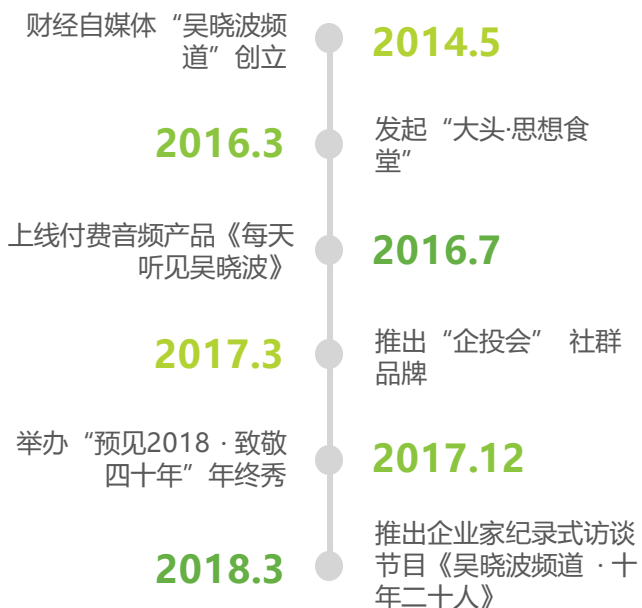 财经自媒体“吴晓波频
道”创立
2014.5
2016.3
发起“大头·思想食
堂”
上线付费音频产品《每天
听见吴晓波》
2016.7
2017.3
推出“企投会” 社群
品牌
举办“预见2018 · 致敬
四十年”年终秀
2017.12
2018.3
推出企业家纪录式访谈
节目《吴晓波频道 · 十
年二十人》